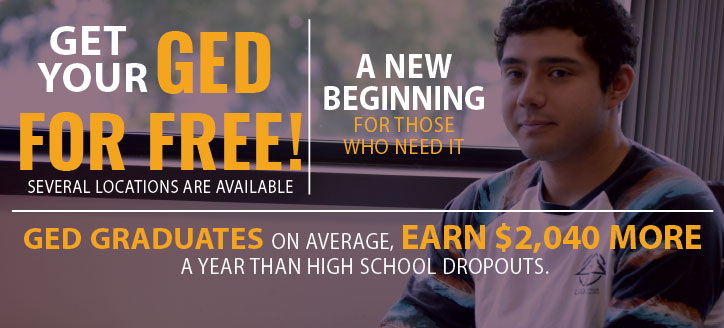 GET
YOUR GED
FOR FREE!
SEVERAL LOCATIONS ARE AVAILABLE
A NEW
BEGINNING
FOR THOSE
WHO NEED IT
GED GRADUATES ON AVERAGE, EARN $2,040 MORE
A YEAR THAN HIGH SCHOOL DROPOUTS.